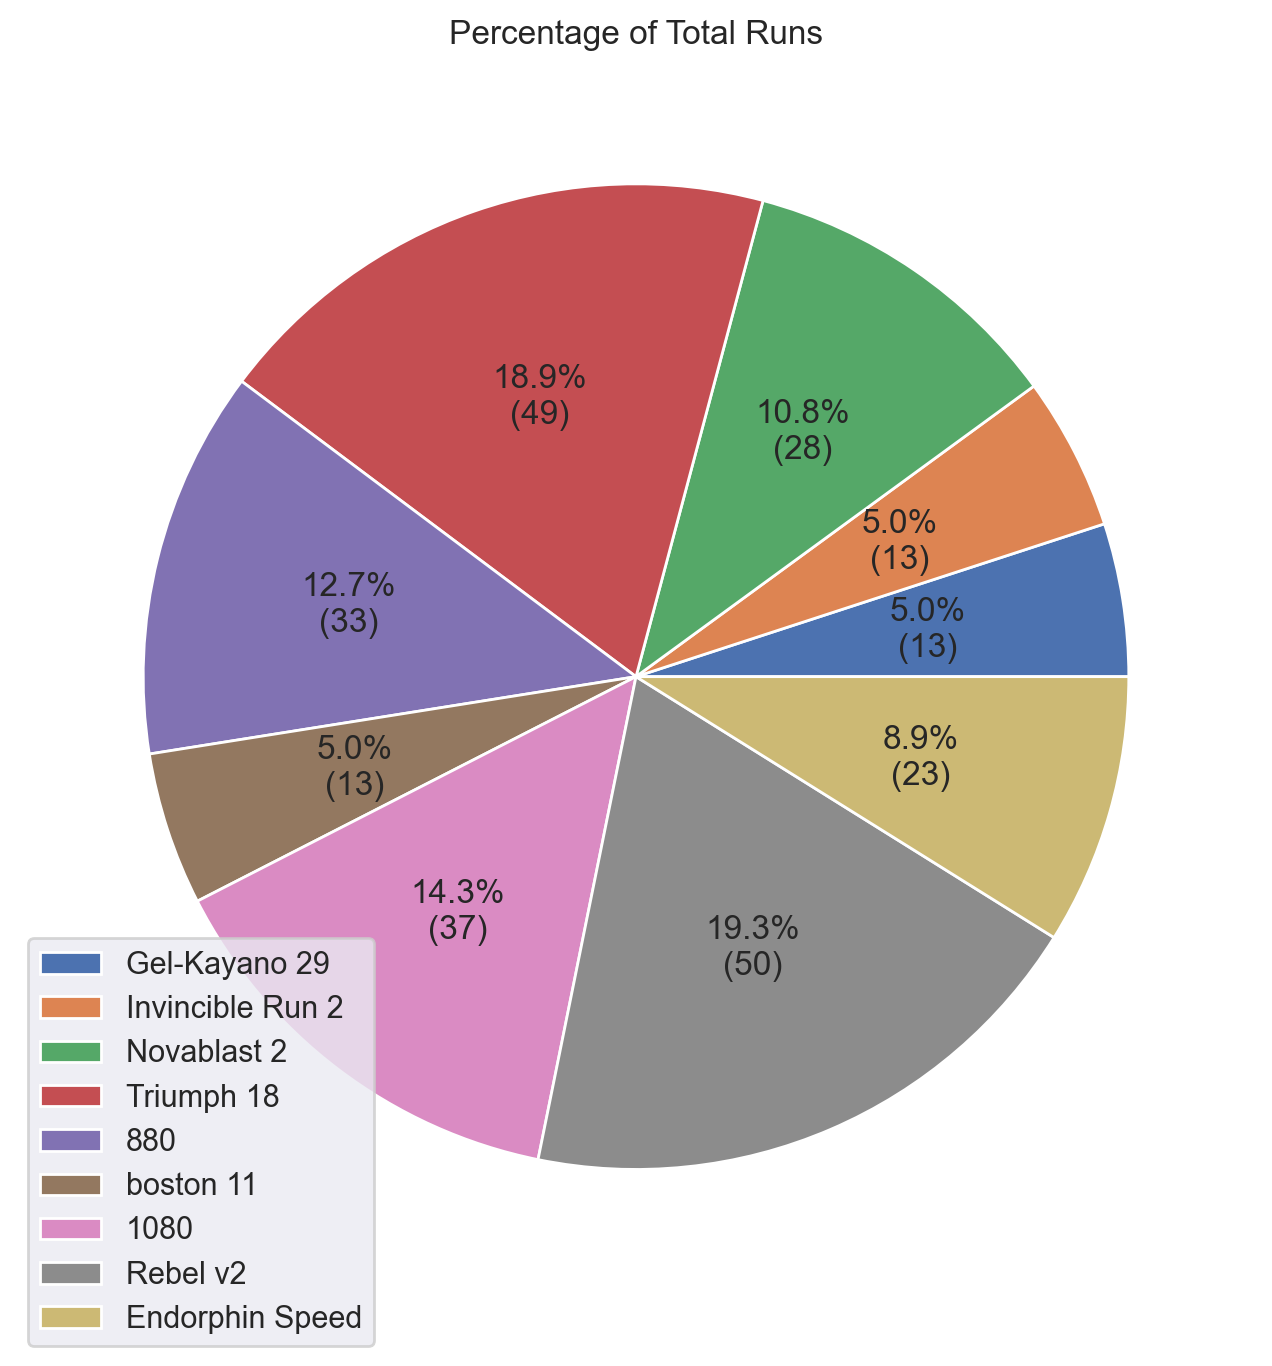 Percentage of Total Runs
18.9%
(49)
10.8%
(28)
5.0%
(13)
5.0%
(13)
12.7%
(33)
5.0%
(13)
8.9%
(23)
14.3%
(37)
19.3%
(50)
Gel-Kayano 29
Invincible Run 2
Novablast 2
Triumph 18
880
boston 11
1080
Rebel v2
Endorphin Speed